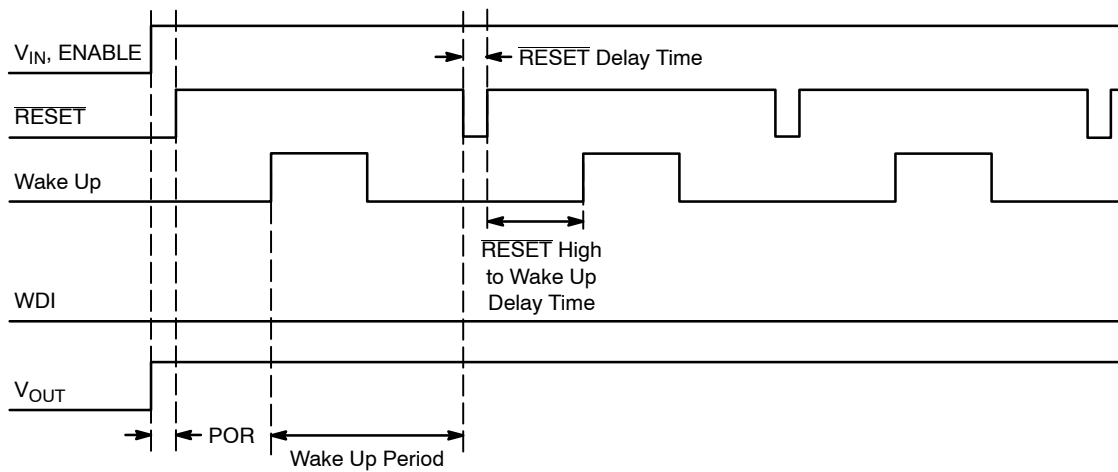 V_IN, ENABLE
RESET Delay Time
RESET
Wake Up
RESET High
to Wake Up
Delay Time
WDI
V_OUT
POR
Wake Up Period